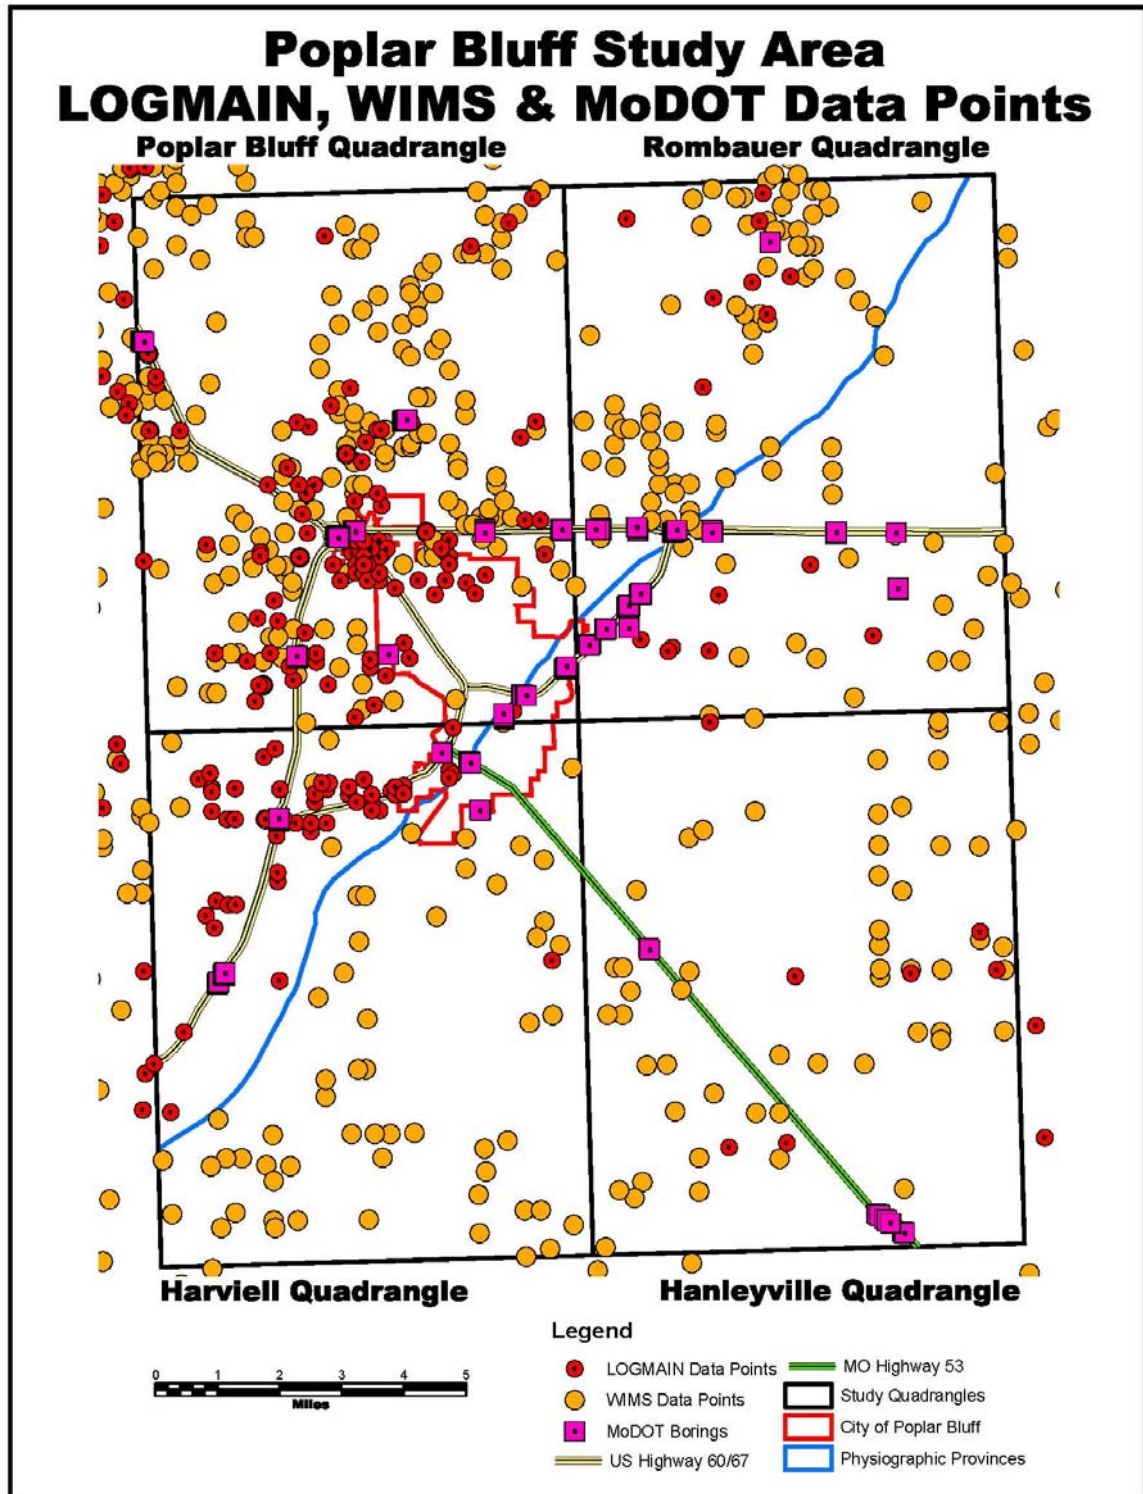 Poplar Bluff Study Area
LOGMAIN, WIMS & MoDOT Data Points
Poplar Bluff Quadrangle
Rombauer Quadrangle
Harviell Quadrangle
Hanleyville Quadrangle
Legend
0 1 2 3 4 5
Miles
LOGMAIN Data Points
WIMS Data Points
MoDOT Borings
US Highway 60/67
MO Highway 53
Study Quadrangles
City of Poplar Bluff
Physiographic Provinces